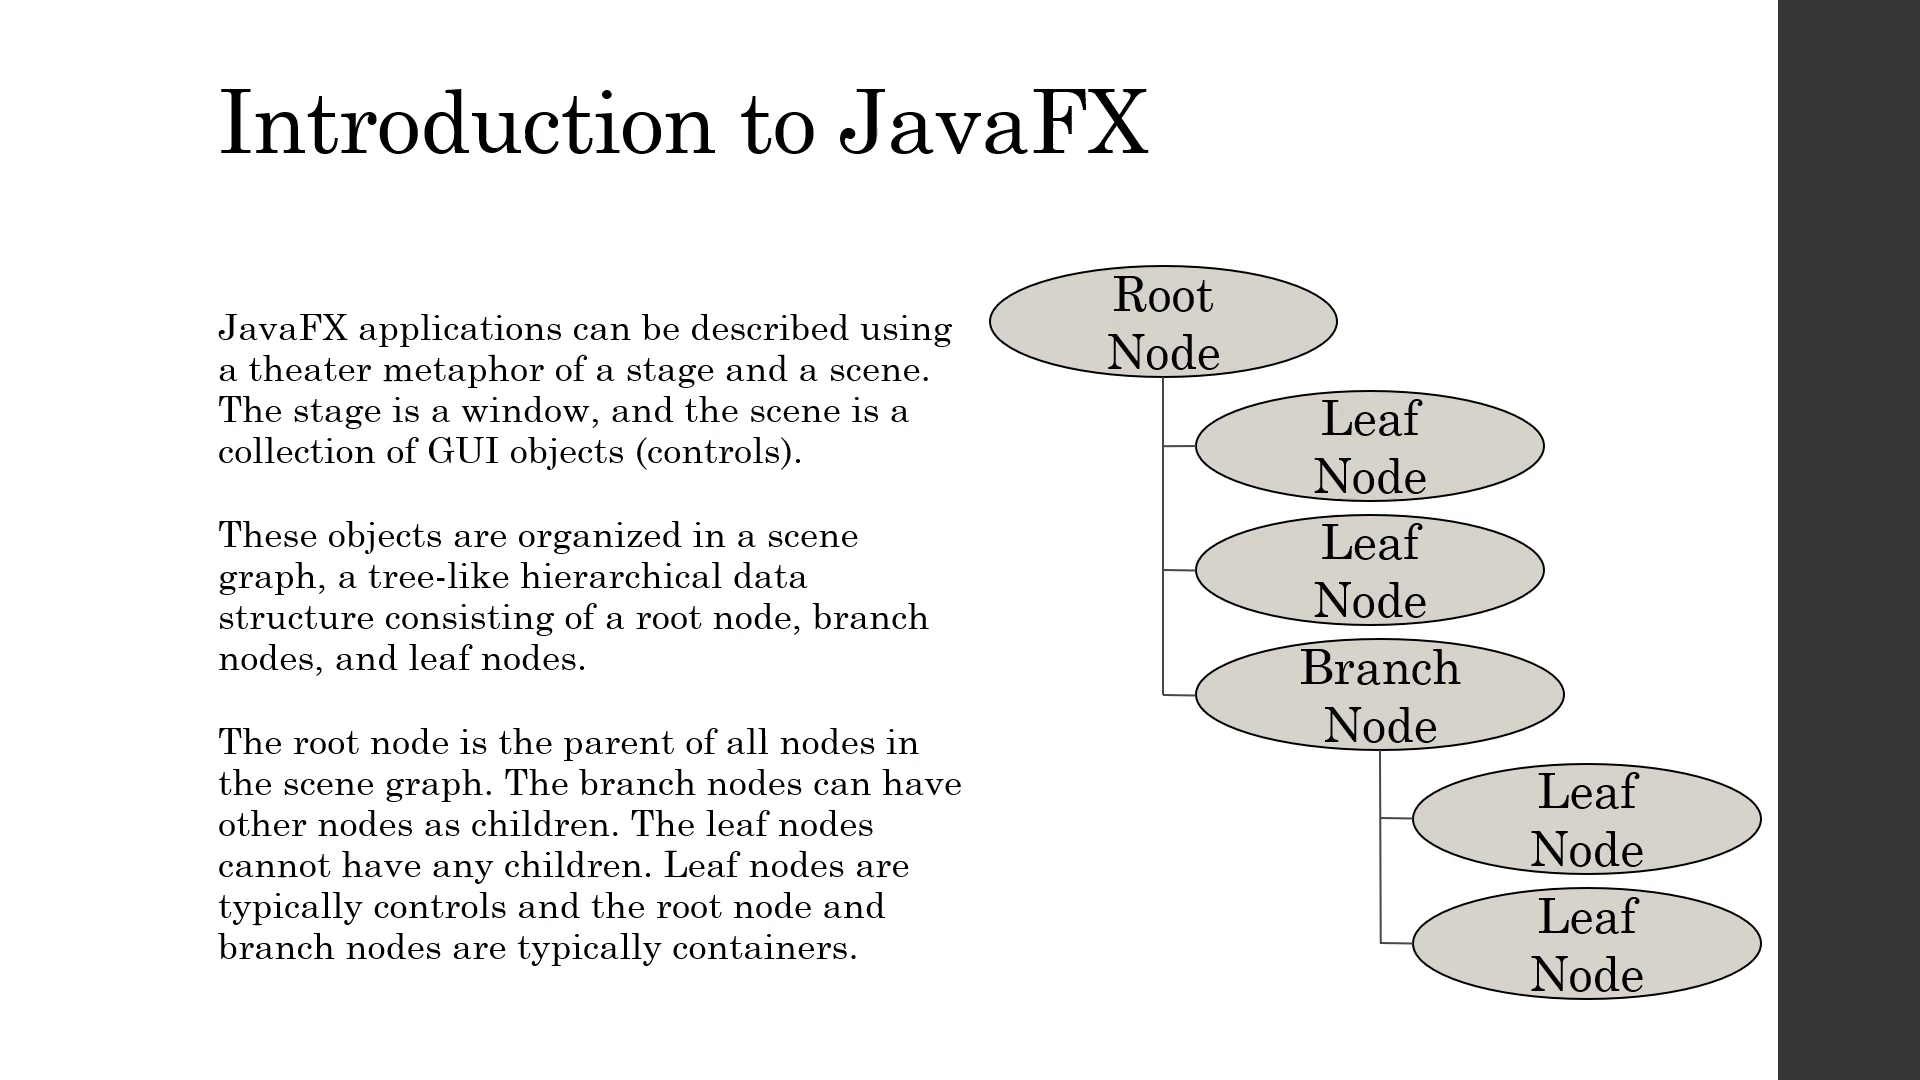 Introduction to JavaFX
JavaFX applications can be described using
a theater metaphor of a stage and a scene.
The stage is a window, and the scene is a
collection of GUI objects (controls).
These objects are organized in a scene
graph, a tree-like hierarchical data
structure consisting of a root node, branch
nodes, and leaf nodes.
The root node is the parent of all nodes in
the scene graph. The branch nodes can have
other nodes as children. The leaf nodes
cannot have any children. Leaf nodes are
typically controls and the root node and
branch nodes are typically containers.
Root
Node
Leaf
Node
Leaf
Node
Branch
Node
Leaf
Node
Leaf
Node